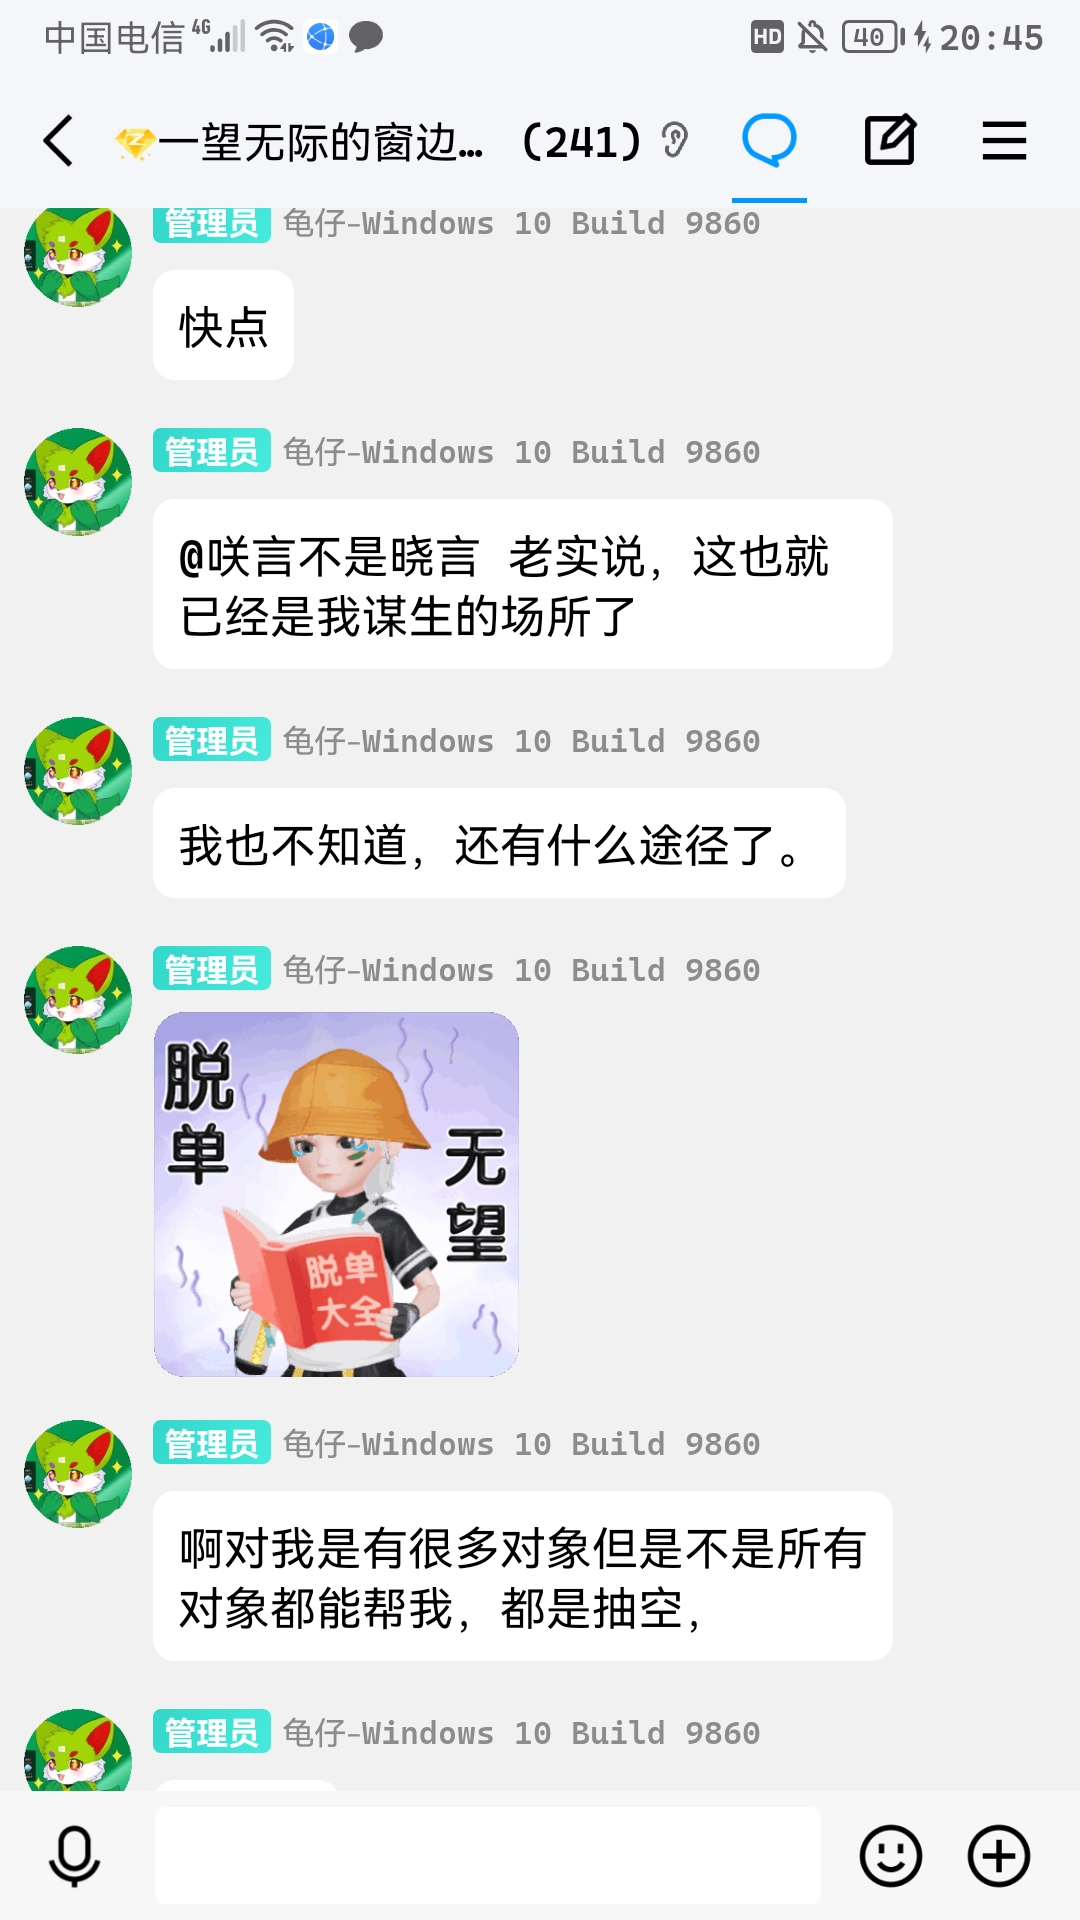 中国电信 4G HD 40 20:45
一望无际的窗边... (241)
管理员 龟仔-Windows 10 Build 9860
快点
管理员 龟仔-Windows 10 Build 9860
@咲言不是晓言 老实说，这也就
已经是我谋生的场所了
管理员 龟仔-Windows 10 Build 9860
我也不知道，还有什么途径了。
管理员 龟仔-Windows 10 Build 9860
脱单
无望
脱单
大全
管理员 龟仔-Windows 10 Build 9860
啊对我是有很多对象但是不是所有
对象都能帮我，都是抽空，
管理员 龟仔-Windows 10 Build 9860